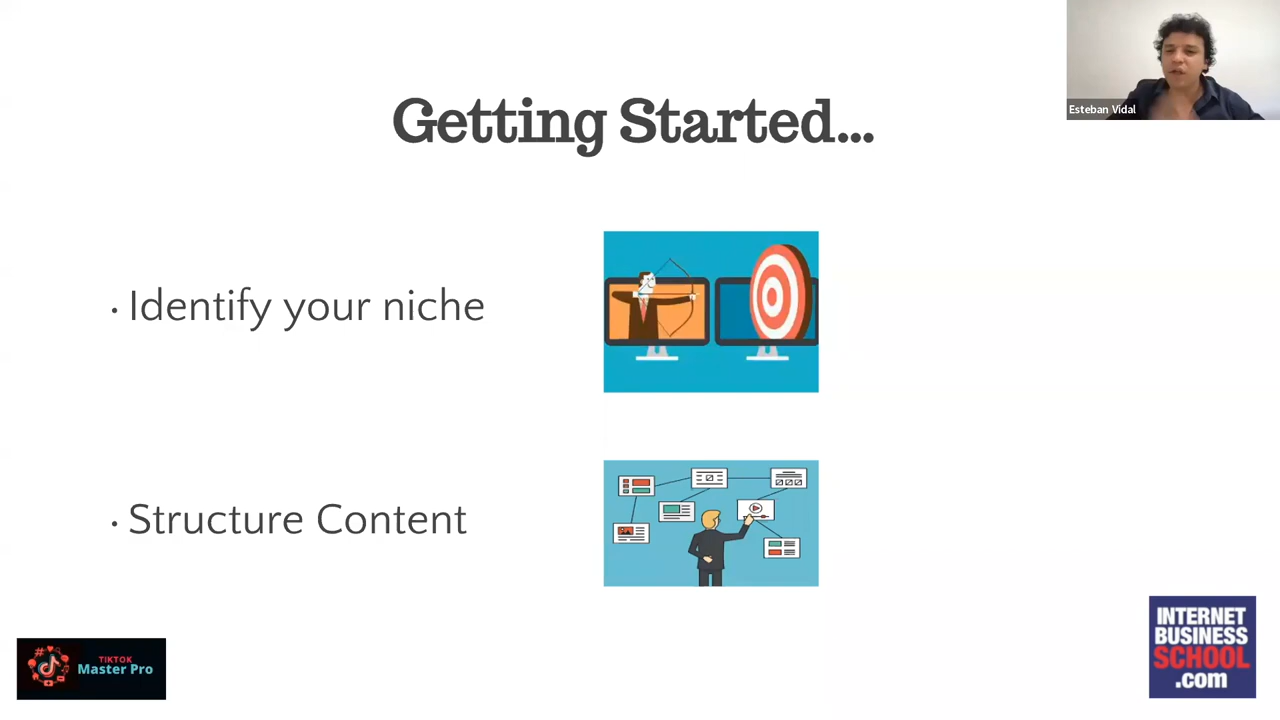 Esteban Vidal
Getting Started...
• Identify your niche
• Structure Content
TIKTOK
Master Pro
INTERNET
BUSINESS
SCHOOL
.com